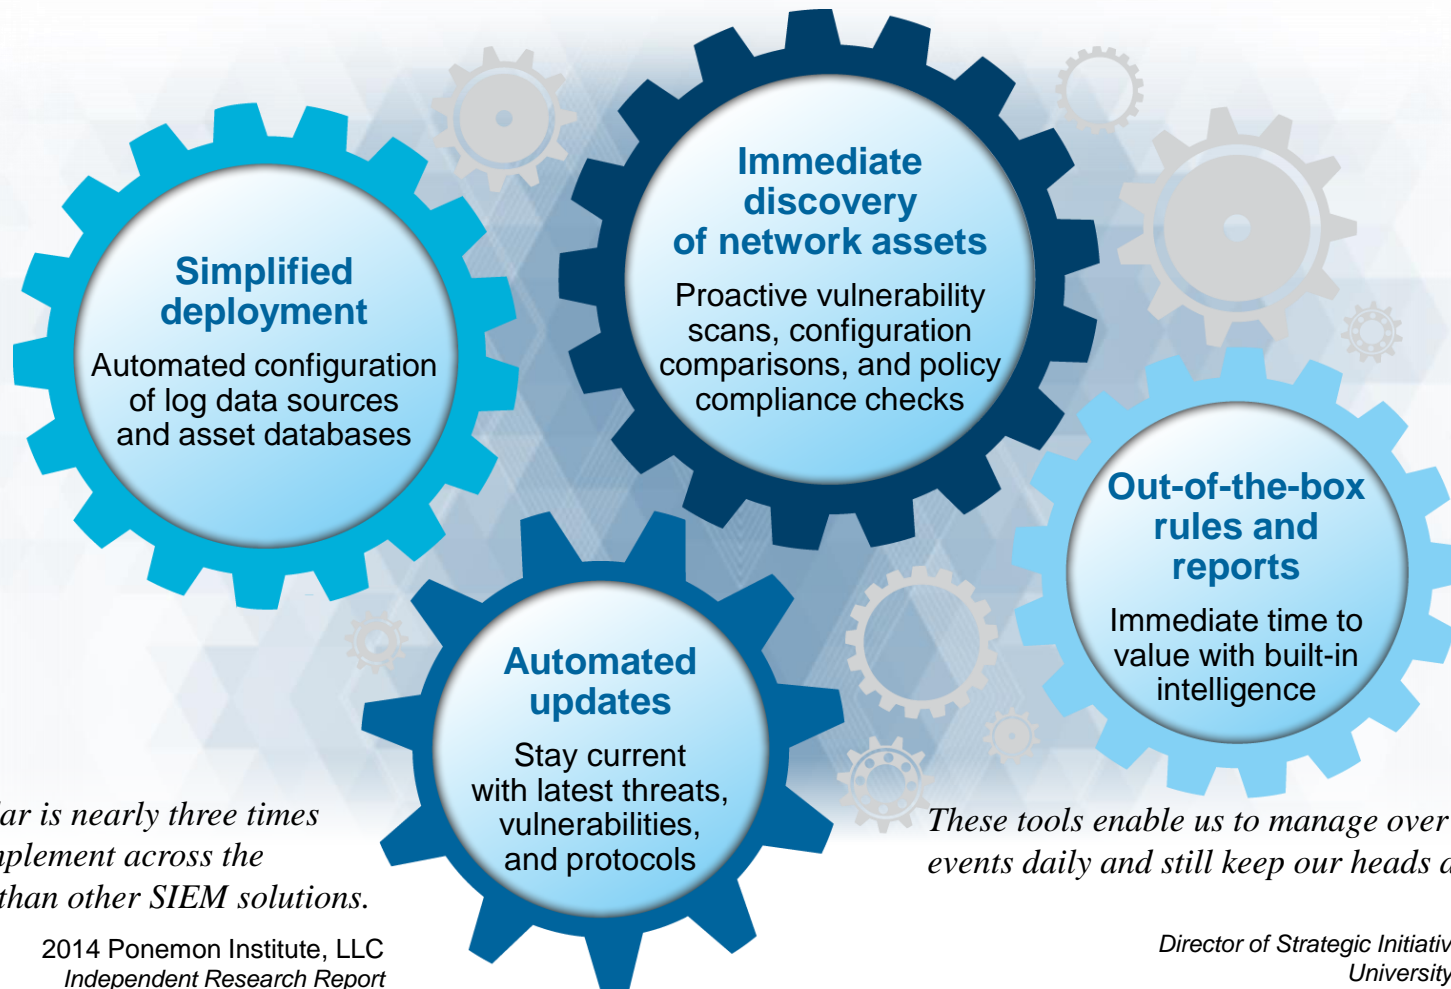 Immediate
discovery
of network assets
Proactive vulnerability
scans, configuration
comparisons, and policy
compliance checks
Simplified
deployment
Automated configuration
of log data sources
and asset databases
Out-of-the-box
rules and
reports
Immediate time to
value with built-in
intelligence
Automated
updates
Stay current
with latest threats,
vulnerabilities,
and protocols
is nearly three times
across the
than other SIEM solutions.
2014 Ponemon Institute, LLC
Independent Research Report
These tools enable us to manage over
events daily and still keep our heads
Director of Strategic
University